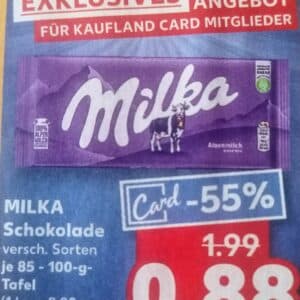 EXKLUSIVES ANGEBOT
FÜR KAUFLAND CARD MITGLIEDER
Milka
Alpenmilch
Card -55%
MILKA
Schokolade
versch. Sorten
je 85 - 100-g-
Tafel
1.99
0.88